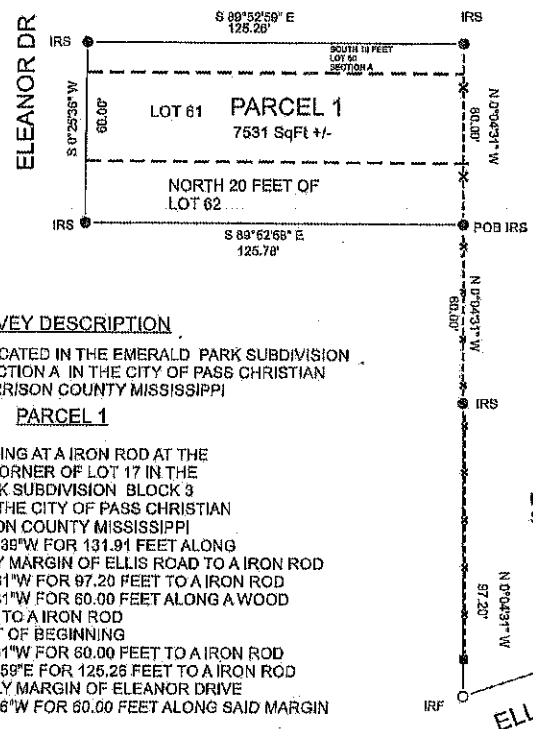 S 89°52'59" E
125.26'
IRS
IRS
ELEANOR DR
SOUTH 10 FEET
LOT 60
SECTION A
S 0°25'36" W
60.00'
LOT 61
PARCEL 1
7531 SqFt +/-
N 0°04'31" W
60.00'
NORTH 20 FEET OF
LOT 62
IRS
S 89°52'58" E
125.78'
POB IRS
N 0°04'31" W
60.00'
IRS
VEY DESCRIPTION
CATED IN THE EMERALD PARK SUBDIVISION
CTION A IN THE CITY OF PASS CHRISTIAN
RRISON COUNTY MISSISSIPPI
PARCEL 1
ING AT A IRON ROD AT THE
ORNER OF LOT 17 IN THE
K SUBDIVISION BLOCK 3
THE CITY OF PASS CHRISTIAN
ON COUNTY MISSISSIPPI
39"W FOR 131.91 FEET ALONG
Y MARGIN OF ELLIS ROAD TO A IRON ROD
31"W FOR 97.20 FEET TO A IRON ROD
31"W FOR 60.00 FEET ALONG A WOOD
TO A IRON ROD
T OF BEGINNING
31"W FOR 60.00 FEET TO A IRON ROD
59"E FOR 125.26 FEET TO A IRON ROD
LY MARGIN OF ELEANOR DRIVE
6"W FOR 60.00 FEET ALONG SAID MARGIN
N 0°04'31" W
97.20'
IRF
ELL